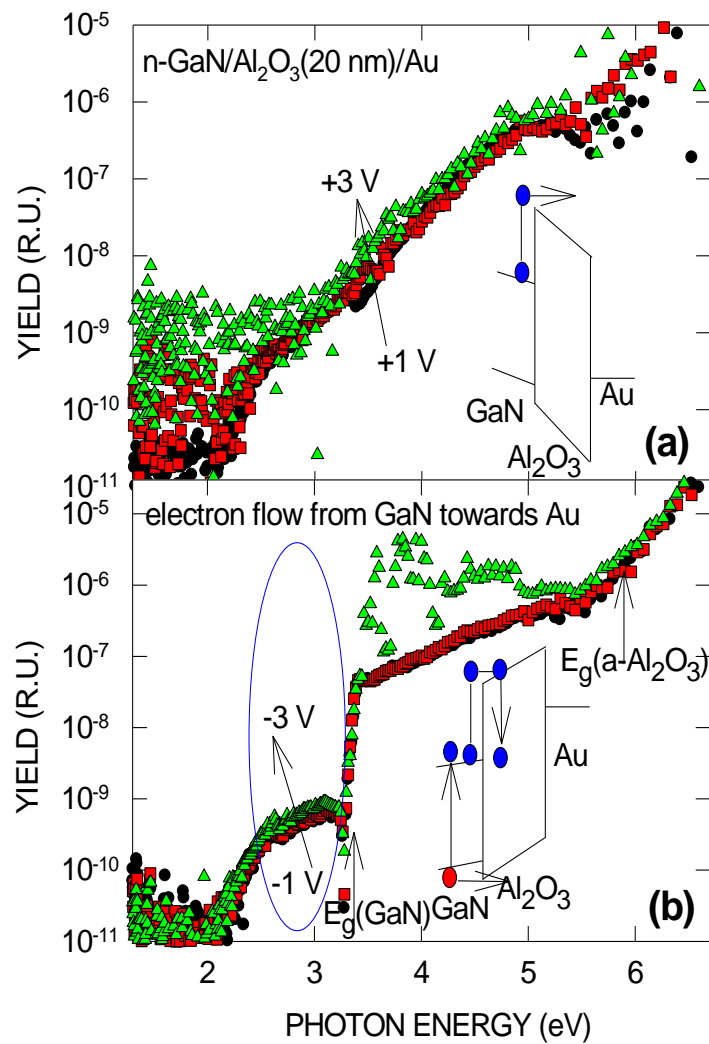 10⁻⁵
n-GaN/Al₂O₃(20 nm)/Au
10⁻⁶
10⁻⁷
+3 V
10⁻⁸
YIELD (R.U.)
10⁻⁹
+1 V
10⁻¹⁰
GaN
Au
Al₂O₃
(a)
10⁻¹¹
10⁻⁵
electron flow from GaN towards Au
10⁻⁶
E_g(a-Al₂O₃)
10⁻⁷
-3 V
10⁻⁸
Au
YIELD (R.U.)
10⁻⁹
-1 V
10⁻¹⁰
E_g(GaN)
GaN
Al₂O₃
(b)
10⁻¹¹
2 3 4 5 6
PHOTON ENERGY (eV)